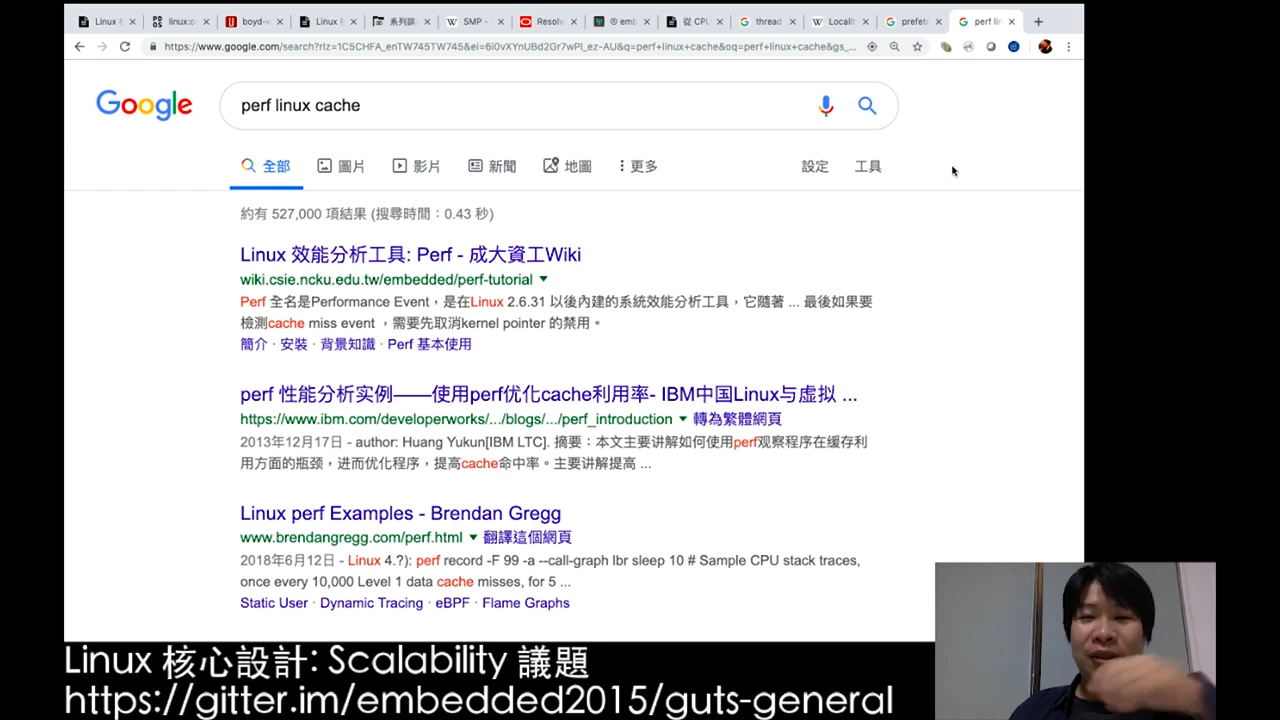 Linux
linux:o
boyd-w
Linux
系列講
SMP -
Resolv
emb
從 CPU
thread
Localit
prefetc
perf lin
https://www.google.com/search?rlz=1C5CHFA_enTW745TW745&ei=6i0vXYnUBd2Gr7wPl_ez-AU&q=perf+linux+cache&oq=perf+linux+cache&gs_...
Google
perf linux cache
全部 圖片 影片 新聞 地圖 更多 設定 工具
約有 527,000 項結果 (搜尋時間：0.43 秒)
Linux 效能分析工具: Perf - 成大資工Wiki
wiki.csie.ncku.edu.tw/embedded/perf-tutorial
Perf 全名是Performance Event，是在Linux 2.6.31 以後內建的系統效能分析工具，它隨著 ... 最後如果要
檢測cache miss event ，需要先取消kernel pointer 的禁用。
簡介 · 安裝 · 背景知識 · Perf 基本使用
perf 性能分析实例——使用perf优化cache利用率- IBM中国Linux与虚拟 ...
https://www.ibm.com/developerworks/.../blogs/.../perf_introduction 轉為繁體網頁
2013年12月17日 - author: Huang Yukun[IBM LTC]. 摘要：本文主要讲解如何使用perf观察程序在缓存利
用方面的瓶颈，进而优化程序，提高cache命中率。主要讲解提高 ...
Linux perf Examples - Brendan Gregg
www.brendangregg.com/perf.html 翻譯這個網頁
2018年6月12日 - Linux 4.?): perf record -F 99 -a --call-graph lbr sleep 10 # Sample CPU stack traces,
once every 10,000 Level 1 data cache misses, for 5 ...
Static User · Dynamic Tracing · eBPF · Flame Graphs
Linux 核心設計: Scalability 議題
https://gitter.im/embedded2015/guts-general